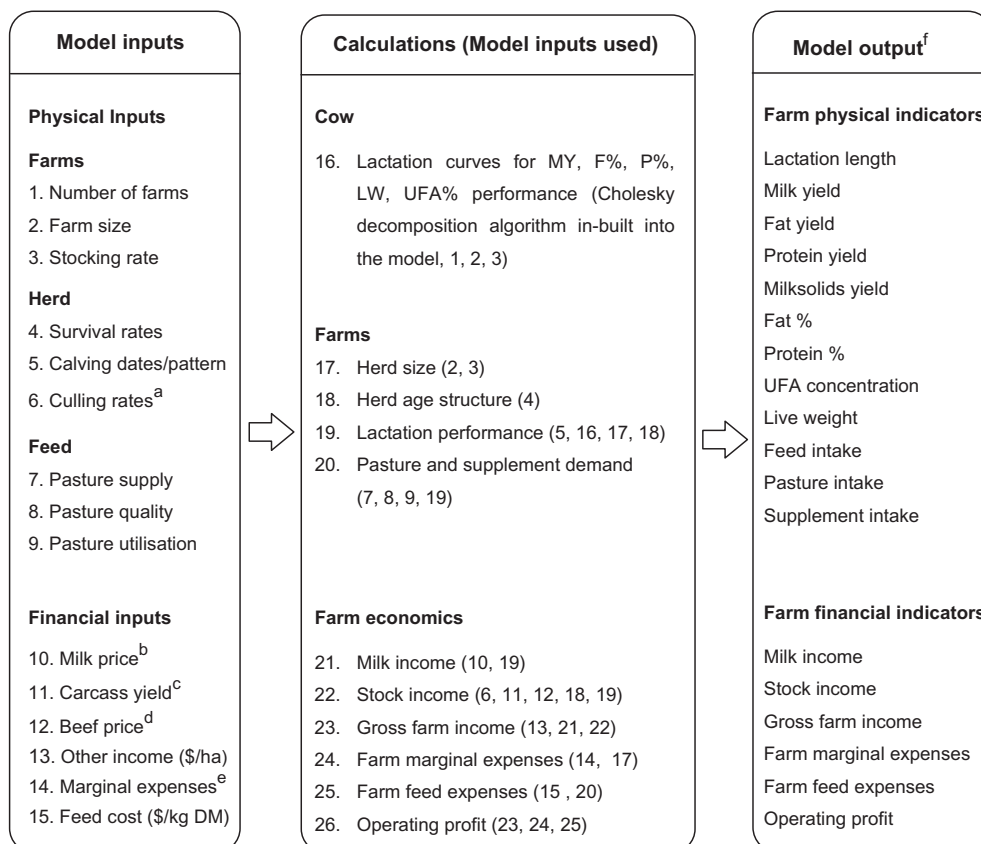 Model inputs
Physical Inputs
Farms
1. Number of farms
2. Farm size
3. Stocking rate
Herd
4. Survival rates
5. Calving dates/pattern
6. Culling rates^a
Feed
7. Pasture supply
8. Pasture quality
9. Pasture utilisation
Financial inputs
10. Milk price^b
11. Carcass yield^c
12. Beef price^d
13. Other income ($/ha)
14. Marginal expenses^e
15. Feed cost ($/kg DM)
Calculations (Model inputs used)
Cow
16. Lactation curves for MY, F%, P%,
LW, UFA% performance (Cholesky
decomposition algorithm in-built into
the model, 1, 2, 3)
Farms
17. Herd size (2, 3)
18. Herd age structure (4)
19. Lactation performance (5, 16, 17, 18)
20. Pasture and supplement demand
(7, 8, 9, 19)
Farm economics
21. Milk income (10, 19)
22. Stock income (6, 11, 12, 18, 19)
23. Gross farm income (13, 21, 22)
24. Farm marginal expenses (14, 17)
25. Farm feed expenses (15 , 20)
26. Operating profit (23, 24, 25)
Model output^f
Farm physical indicators
Lactation length
Milk yield
Fat yield
Protein yield
Milksolids yield
Fat %
Protein %
UFA concentration
Live weight
Feed intake
Pasture intake
Supplement intake
Farm financial indicators
Milk income
Stock income
Gross farm income
Farm marginal expenses
Farm feed expenses
Operating profit